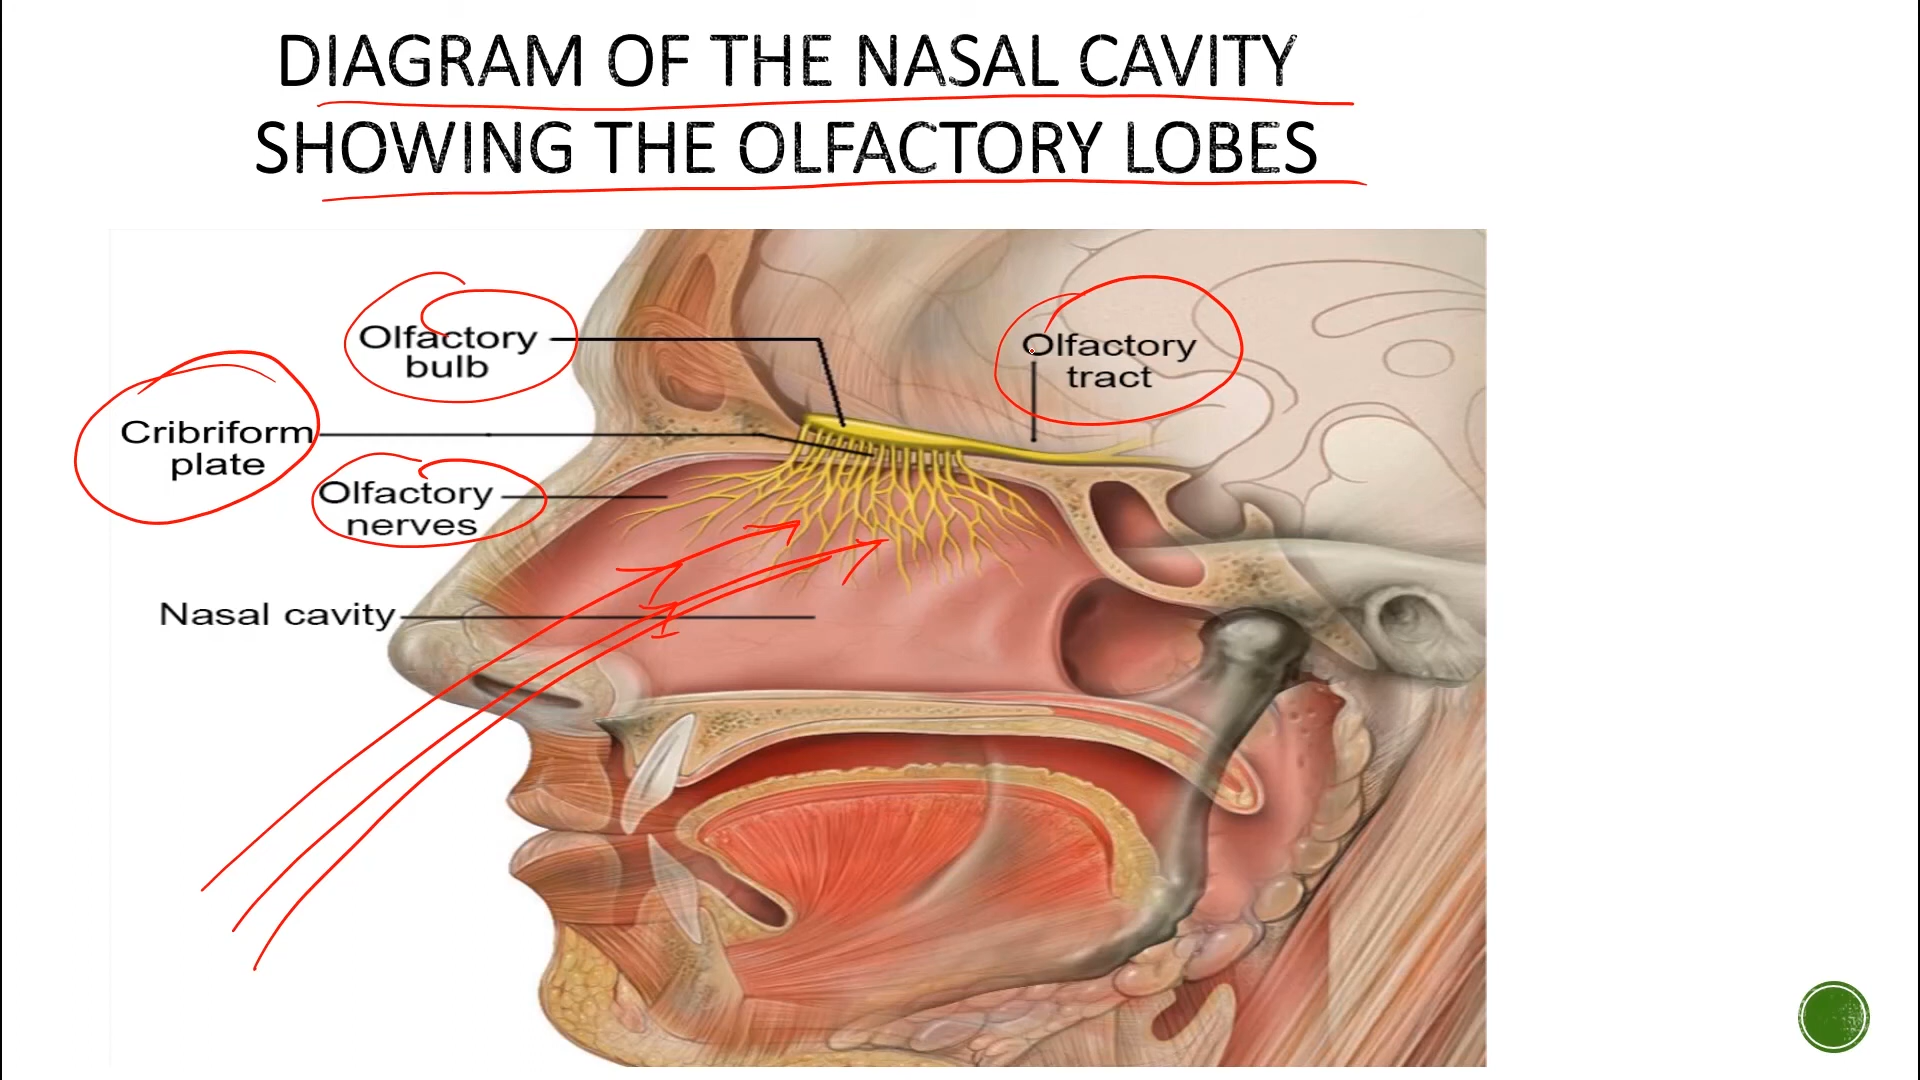 DIAGRAM OF THE NASAL CAVITY
SHOWING THE OLFACTORY LOBES
Olfactory
bulb
Olfactory
tract
Cribriform
plate
Olfactory
nerves
Nasal cavity